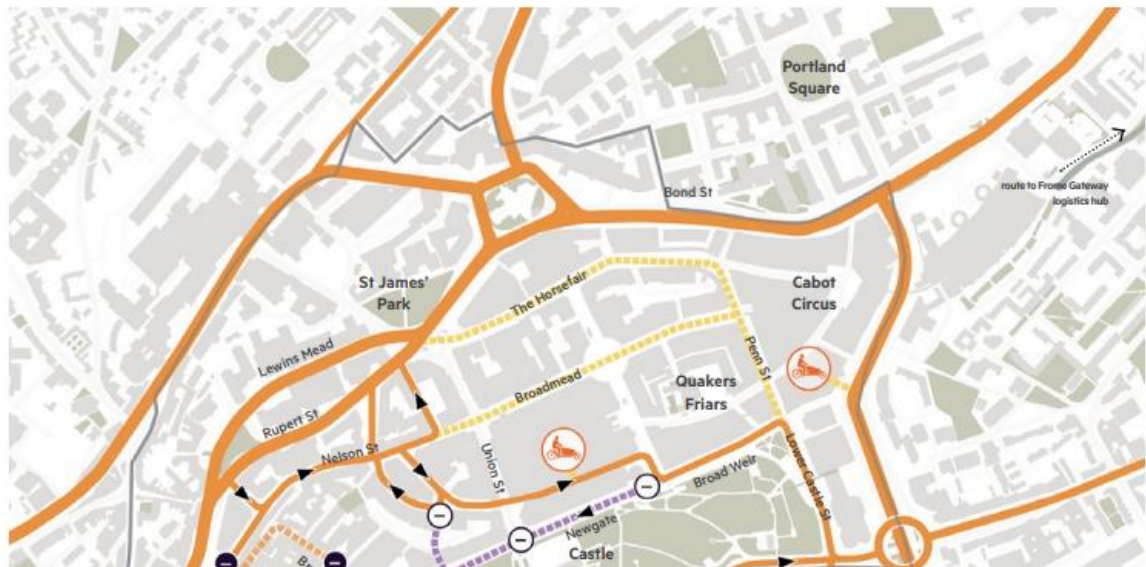 Portland
Square
Bond St
route to Frome Gateway
logistics hub
St James'
Park
The Horsefair
Cabot
Circus
Lewins Mead
Broadmead
Penn St
Quakers
Friars
Rupert St
Nelson St
Union St
Lower Castle St
Broad Weir
Newgate
Castle